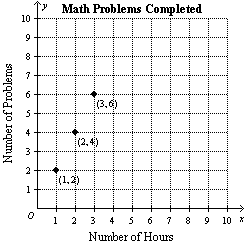 Math Problems Completed
y
Number of Problems
10
9
8
7
6
5
4
3
2
1
(3, 6)
(2, 4)
(1, 2)
O
1 2 3 4 5 6 7 8 9 10 x
Number of Hours